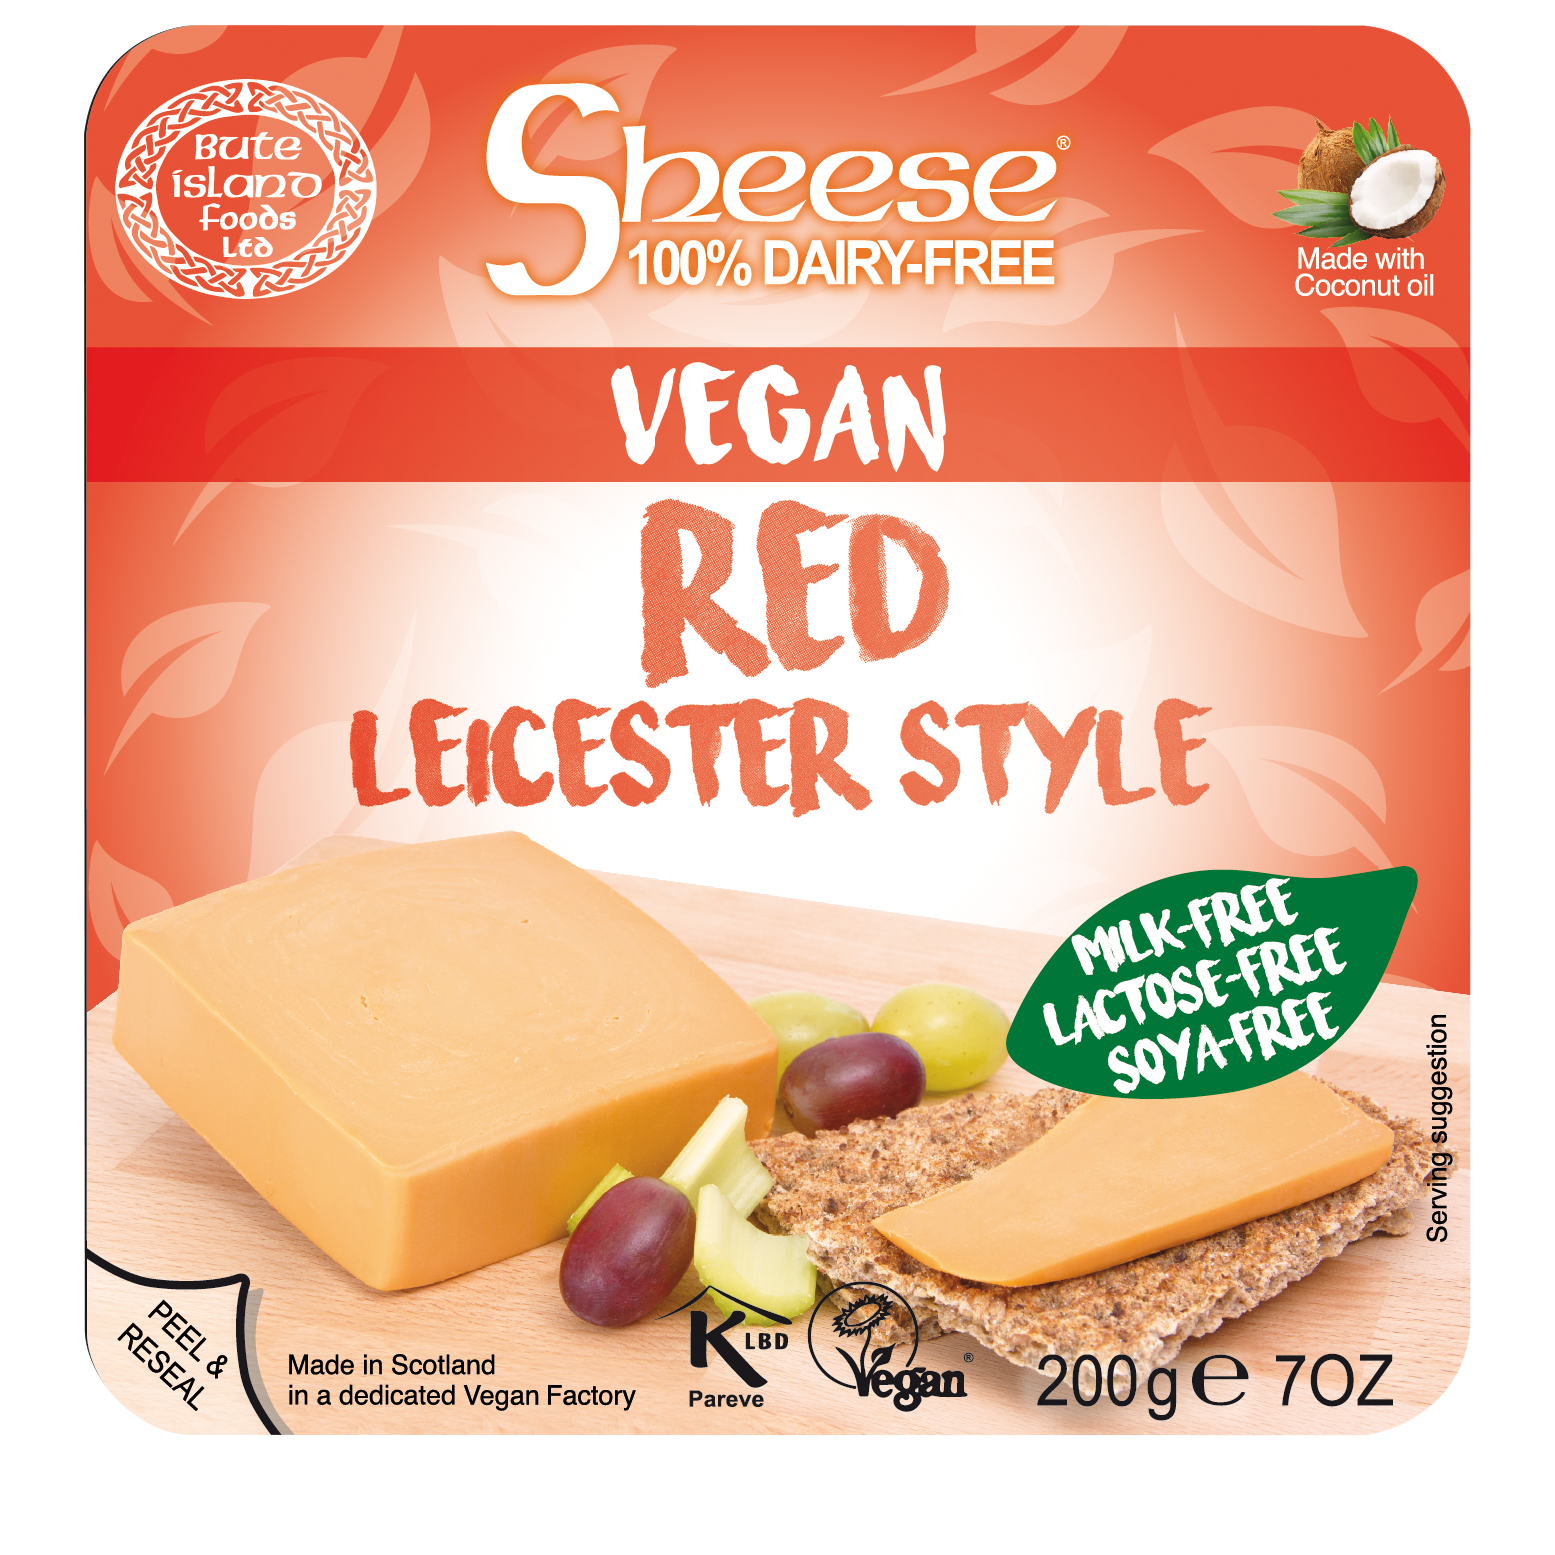 Bute
island
foods
Ltd
Sheese®
100% DAIRY-FREE
Made with
Coconut oil
VEGAN
RED
LEICESTER STYLE
MILK-FREE
LACTOSE-FREE
SOYA-FREE
Serving suggestion
PEEL &
RESEAL
Made in Scotland
in a dedicated Vegan Factory
K LBD
Pareve
Vegan®
200g e 7OZ